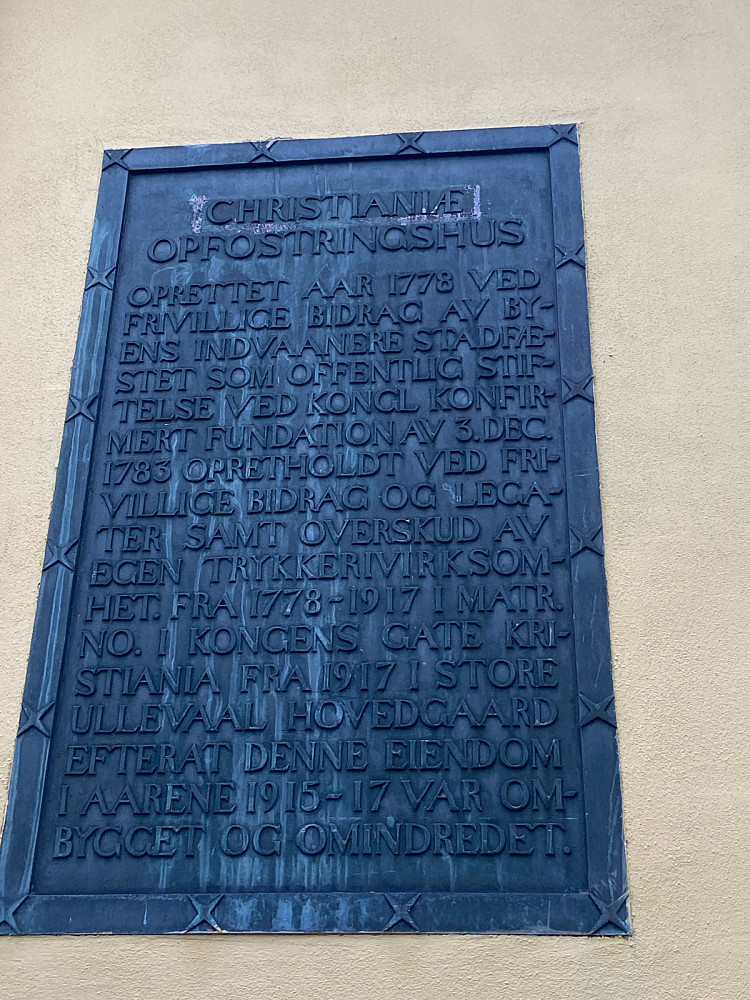 CHRISTIANIÆ
OPFOSTRINGSHUS
OPRETTET AAR 1778 VED
FRIVILLIGE BIDRAG AV BY-
ENS INDVAANERE STADFÆ-
STET SOM OFFENTLIG STIF-
TELSE VED KONGL KONFIR-
MERT FUNDATION AV 3. DEC.
1783 OPRETHOLDT VED FRI-
VILLIGE BIDRAG OG LEGA-
TER SAMT OVERSKUD AV
EGEN TRYKKERIVIRKSOM-
HET. FRA 1778-1917 I MATR.
NO. 1 KONGENS GATE KRI-
STIANIA FRA 1917 I STORE
ULLEVAAL HOVEDGAARD
EFTERAT DENNE EIENDOM
I AARENE 1915-17 VAR OM-
BYGGET OG OMINDREDET.